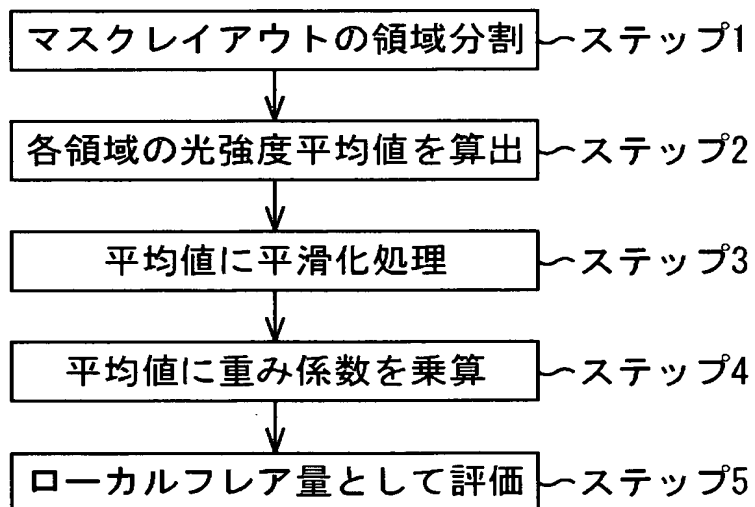 マスクレイアウトの領域分割 ステップ1
各領域の光強度平均値を算出 ステップ2
平均値に平滑化処理 ステップ3
平均値に重み係数を乗算 ステップ4
ローカルフレア量として評価 ステップ5